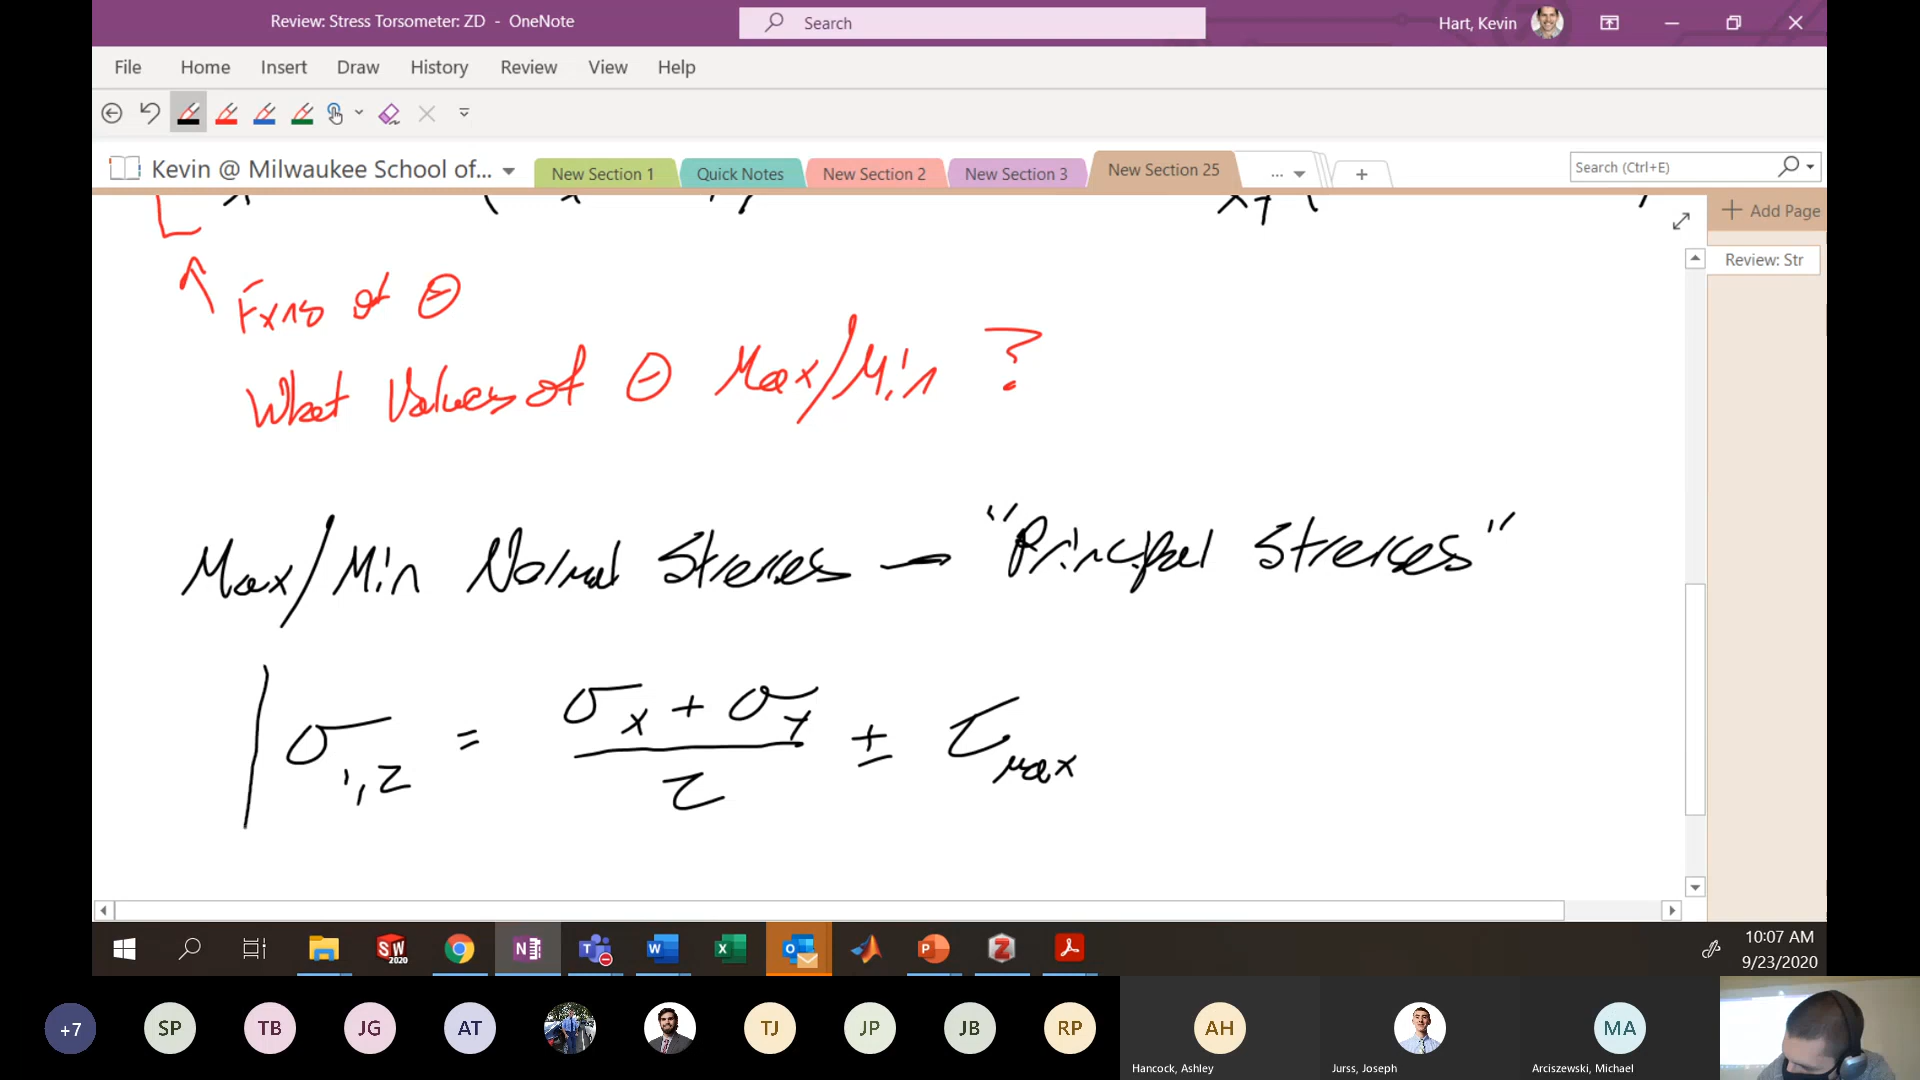 Review: Stress Torsometer: ZD - OneNote
Search
Hart, Kevin
File Home Insert Draw History Review View Help
Kevin @ Milwaukee School of...
New Section 1
Quick Notes
New Section 2
New Section 3
New Section 25
...
Search (Ctrl+E)
Add Page
Review: Str
Fxns of θ
What Values of θ Max/Min ?
Max/Min Normal Stresses — "Principal Stresses"
σ1,2 = (σx + σy)/2 ± τmax
10:07 AM
9/23/2020
+7 SP TB JG AT TJ JP JB RP AH MA
Hancock, Ashley
Jurss, Joseph
Arciszewski, Michael